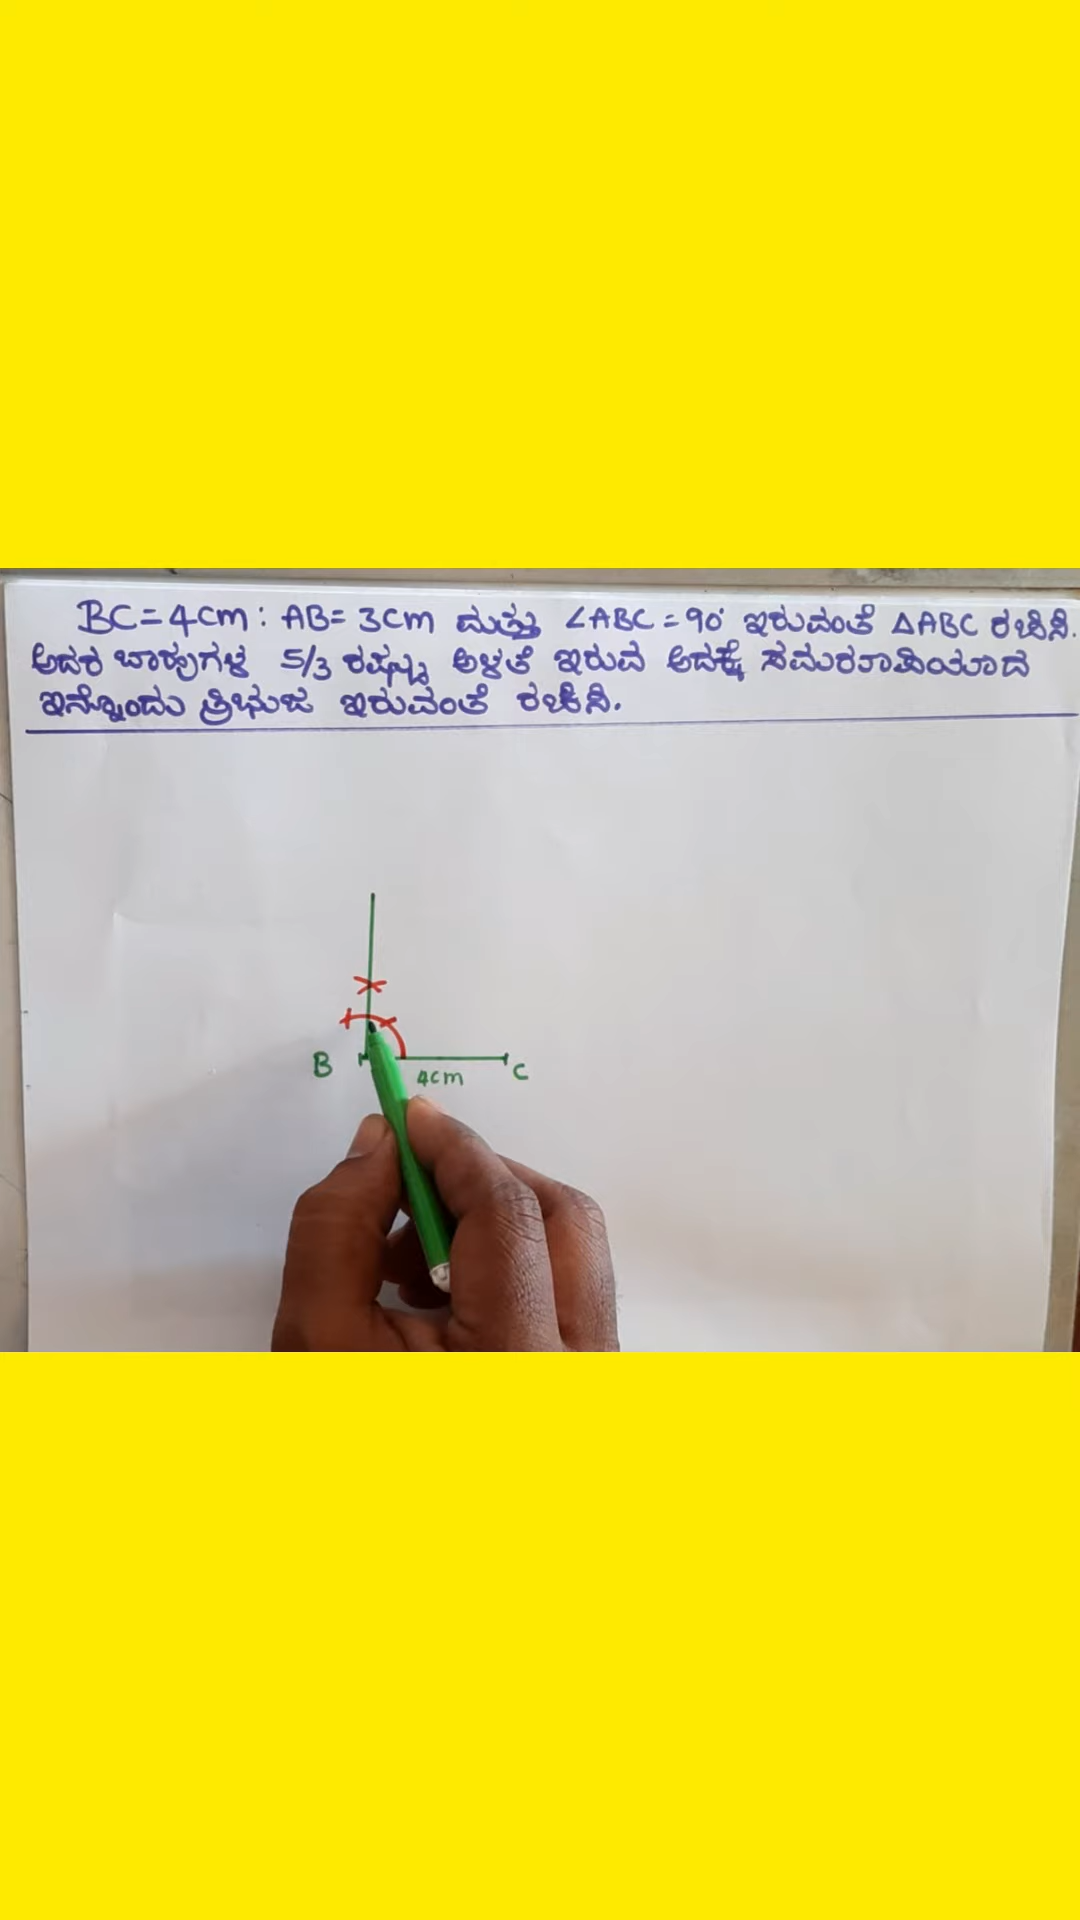 BC = 4cm : AB = 3cm ಮತ್ತು ∠ABC = 90° ಇರುವಂತೆ ΔABC ರಚಿಸಿ.
ಅದರ ಬಾಹುಗಳ 5/3 ರಷ್ಟು ಅಳತೆ ಇರುವ ಅದಕ್ಕೆ ಸಮರೂಪಿಯಾದ
ಇನ್ನೊಂದು ತ್ರಿಭುಜ ಇರುವಂತೆ ರಚಿಸಿ.
B
4cm
C